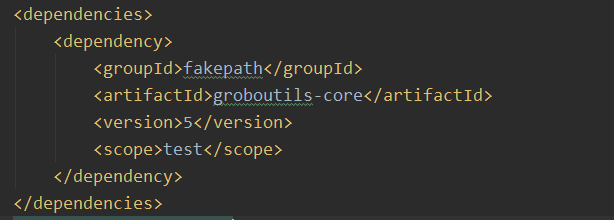 <dependencies>
<dependency>
<groupId>fakepath</groupId>
<artifactId>groboutils-core</artifactId>
<version>5</version>
<scope>test</scope>
</dependency>
</dependencies>